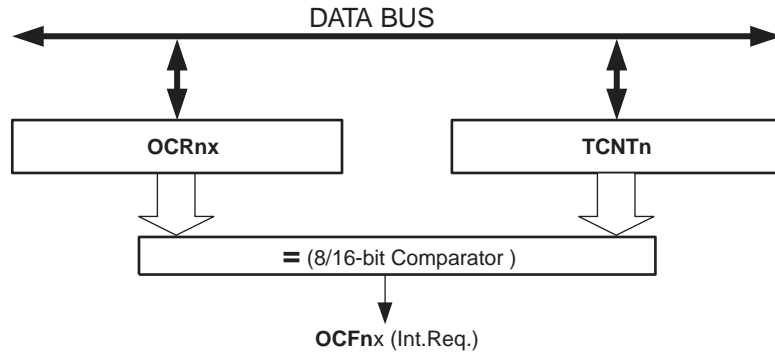 DATA BUS
OCRnx
TCNTn
= (8/16-bit Comparator )
OCFnx (Int.Req.)